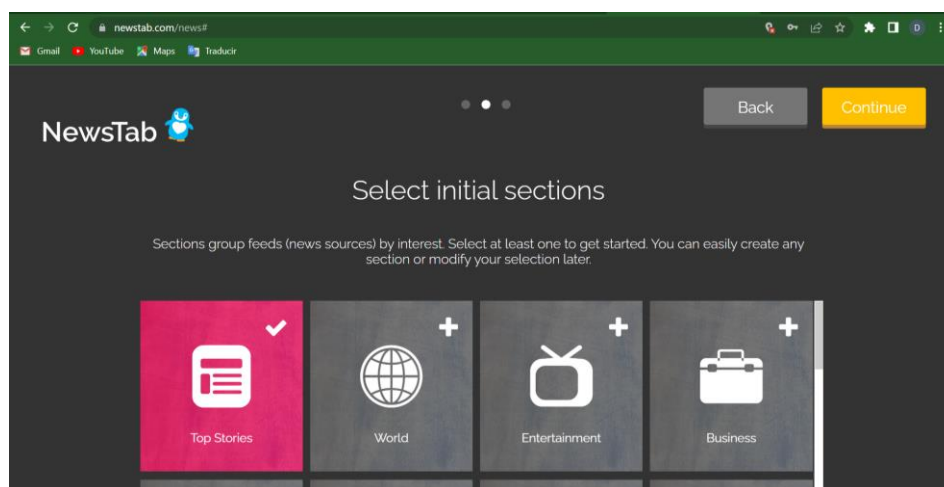 newstab.com/news#
D
Gmail YouTube Maps Traducir
NewsTab
Back
Continue
Select initial sections
Sections group feeds (news sources) by interest. Select at least one to get started. You can easily create any
section or modify your selection later.
Top Stories
World
Entertainment
Business